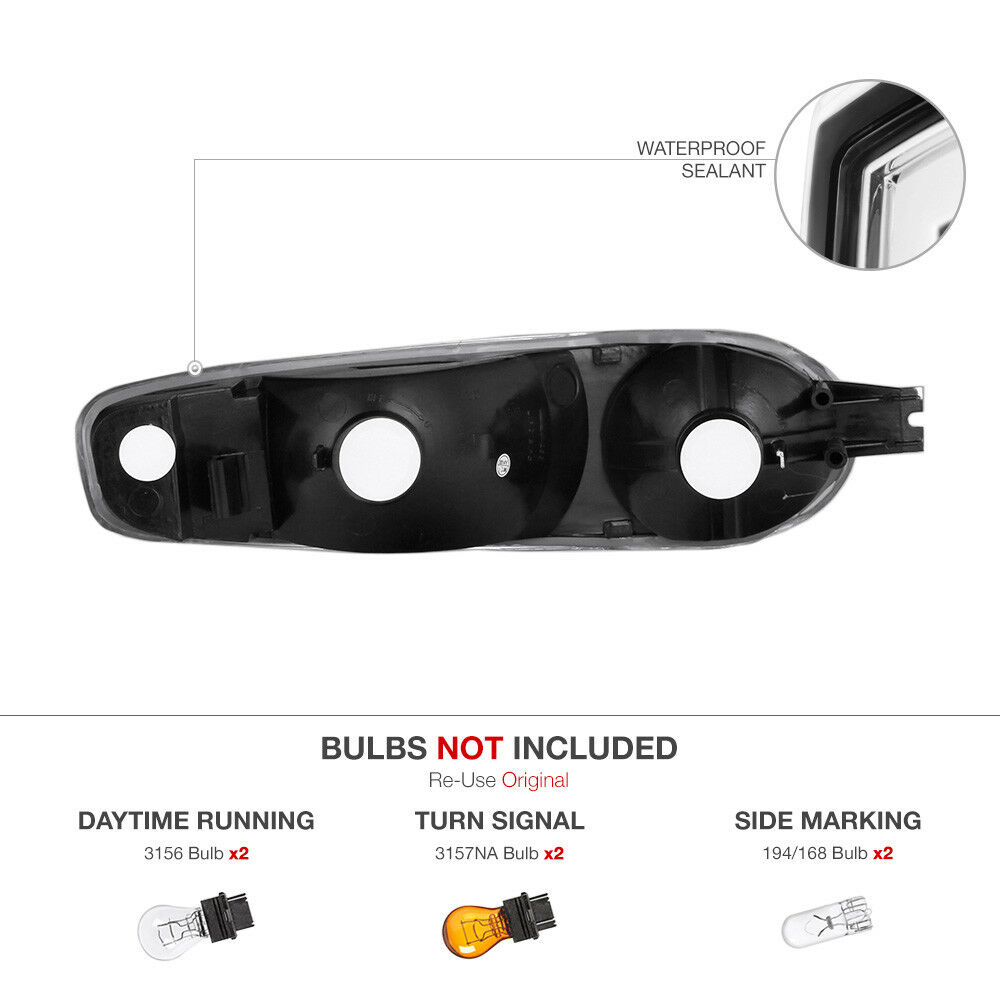 WATERPROOF
SEALANT
BULBS NOT INCLUDED
Re-Use Original
DAYTIME RUNNING
3156 Bulb x2
TURN SIGNAL
3157NA Bulb x2
SIDE MARKING
194/168 Bulb x2